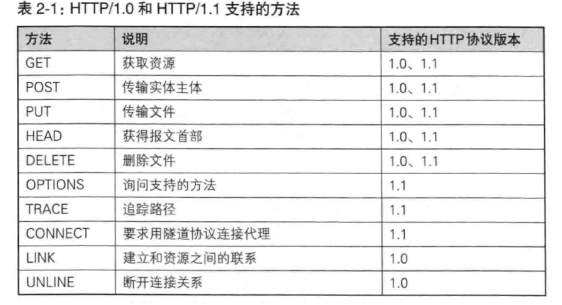 表 2-1：HTTP/1.0 和 HTTP/1.1 支持的方法
方法 说明 支持的HTTP协议版本
GET 获取资源 1.0、1.1
POST 传输实体主体 1.0、1.1
PUT 传输文件 1.0、1.1
HEAD 获得报文首部 1.0、1.1
DELETE 删除文件 1.0、1.1
OPTIONS 询问支持的方法 1.1
TRACE 追踪路径 1.1
CONNECT 要求用隧道协议连接代理 1.1
LINK 建立和资源之间的联系 1.0
UNLINE 断开连接关系 1.0